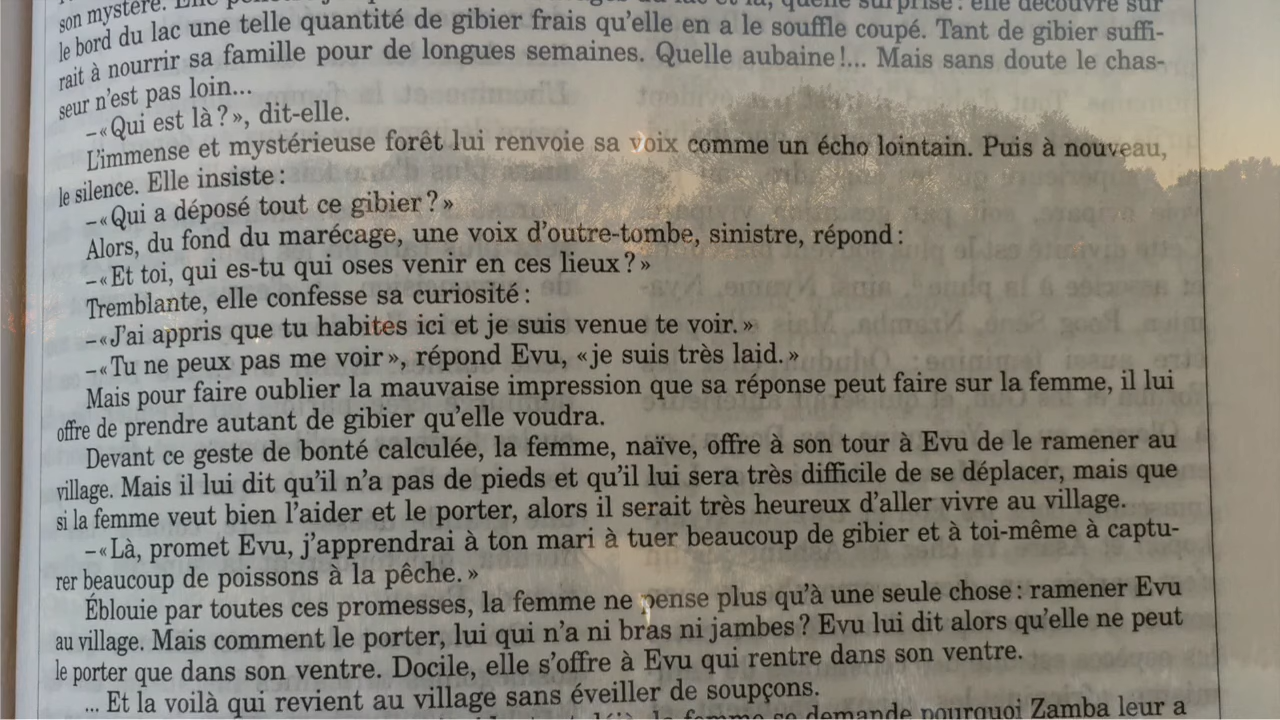 son mystère.
le bord du lac une telle quantité de gibier frais qu'elle en a le souffle coupé. Tant de gibier suffi-
rait à nourrir sa famille pour de longues semaines. Quelle aubaine!... Mais sans doute le chas-
seur n'est pas loin...
–«Qui est là?», dit-elle.
L'immense et mystérieuse forêt lui renvoie sa voix comme un écho lointain. Puis à nouveau,
le silence. Elle insiste :
–«Qui a déposé tout ce gibier?»
Alors, du fond du marécage, une voix d'outre-tombe, sinistre, répond :
–«Et toi, qui es-tu qui oses venir en ces lieux?»
Tremblante, elle confesse sa curiosité :
–«J'ai appris que tu habites ici et je suis venue te voir.»
–«Tu ne peux pas me voir», répond Evu, «je suis très laid.»
Mais pour faire oublier la mauvaise impression que sa réponse peut faire sur la femme, il lui
offre de prendre autant de gibier qu'elle voudra.
Devant ce geste de bonté calculée, la femme, naïve, offre à son tour à Evu de le ramener au
village. Mais il lui dit qu'il n'a pas de pieds et qu'il lui sera très difficile de se déplacer, mais que
si la femme veut bien l'aider et le porter, alors il serait très heureux d'aller vivre au village.
–«Là, promet Evu, j'apprendrai à ton mari à tuer beaucoup de gibier et à toi-même à captu-
rer beaucoup de poissons à la pêche.»
Éblouie par toutes ces promesses, la femme ne pense plus qu'à une seule chose : ramener Evu
au village. Mais comment le porter, lui qui n'a ni bras ni jambes? Evu lui dit alors qu'elle ne peut
le porter que dans son ventre. Docile, elle s'offre à Evu qui rentre dans son ventre.
... Et la voilà qui revient au village sans éveiller de soupçons.
la femme se demande pourquoi Zamba leur a